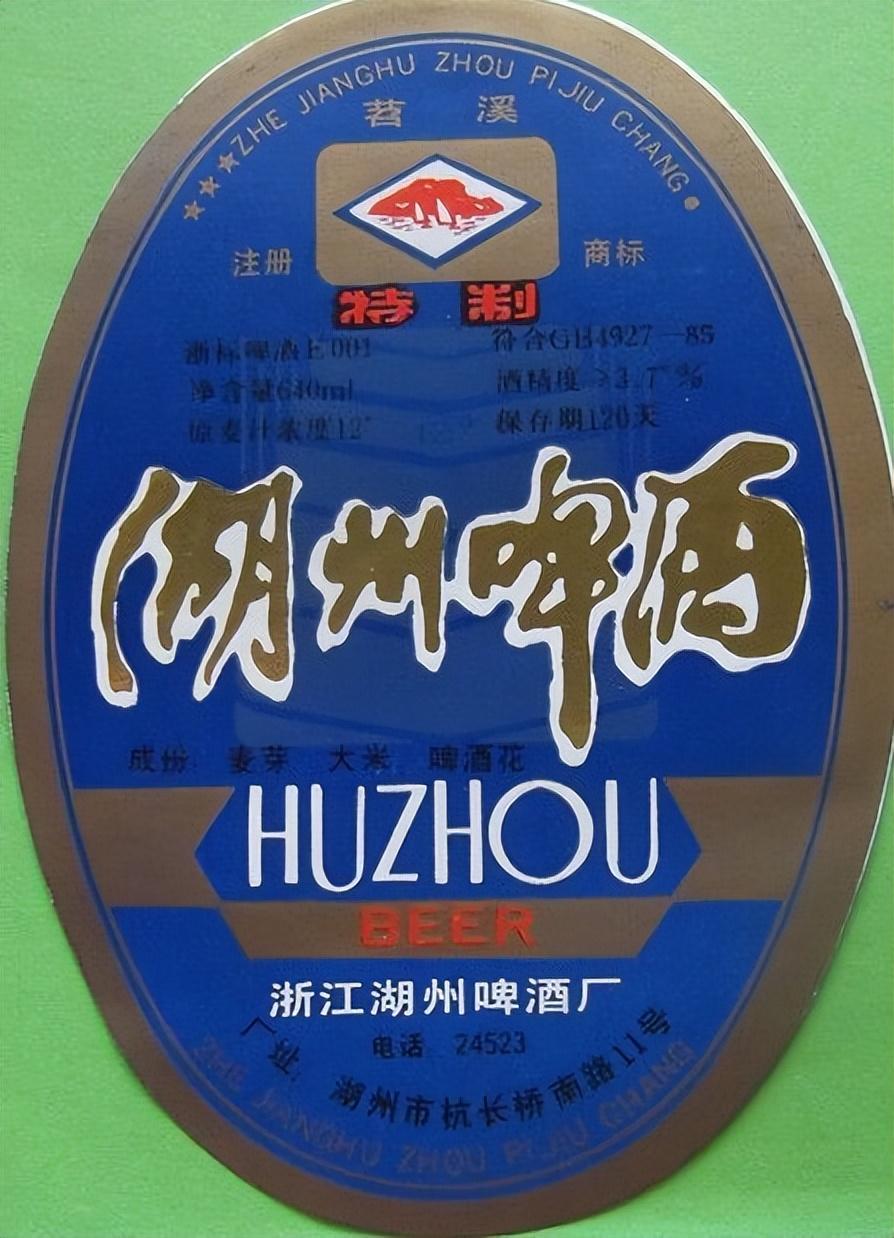 ★★★ZHE JIANGHU ZHOU PIJIU CHANG
苕溪
注册 商标
特制
浙标啤酒E001 符合GB4927—85
净含量640ml 酒精度≥3.7°%
原麦汁浓度12° 保存期120天
湖州啤酒
成份: 麦芽 大米 啤酒花
HUZHOU
BEER
浙江湖州啤酒厂
电话 24523
厂址: 湖州市杭长桥南路11号
ZHE JIANGHU ZHOU PIJIU CHANG